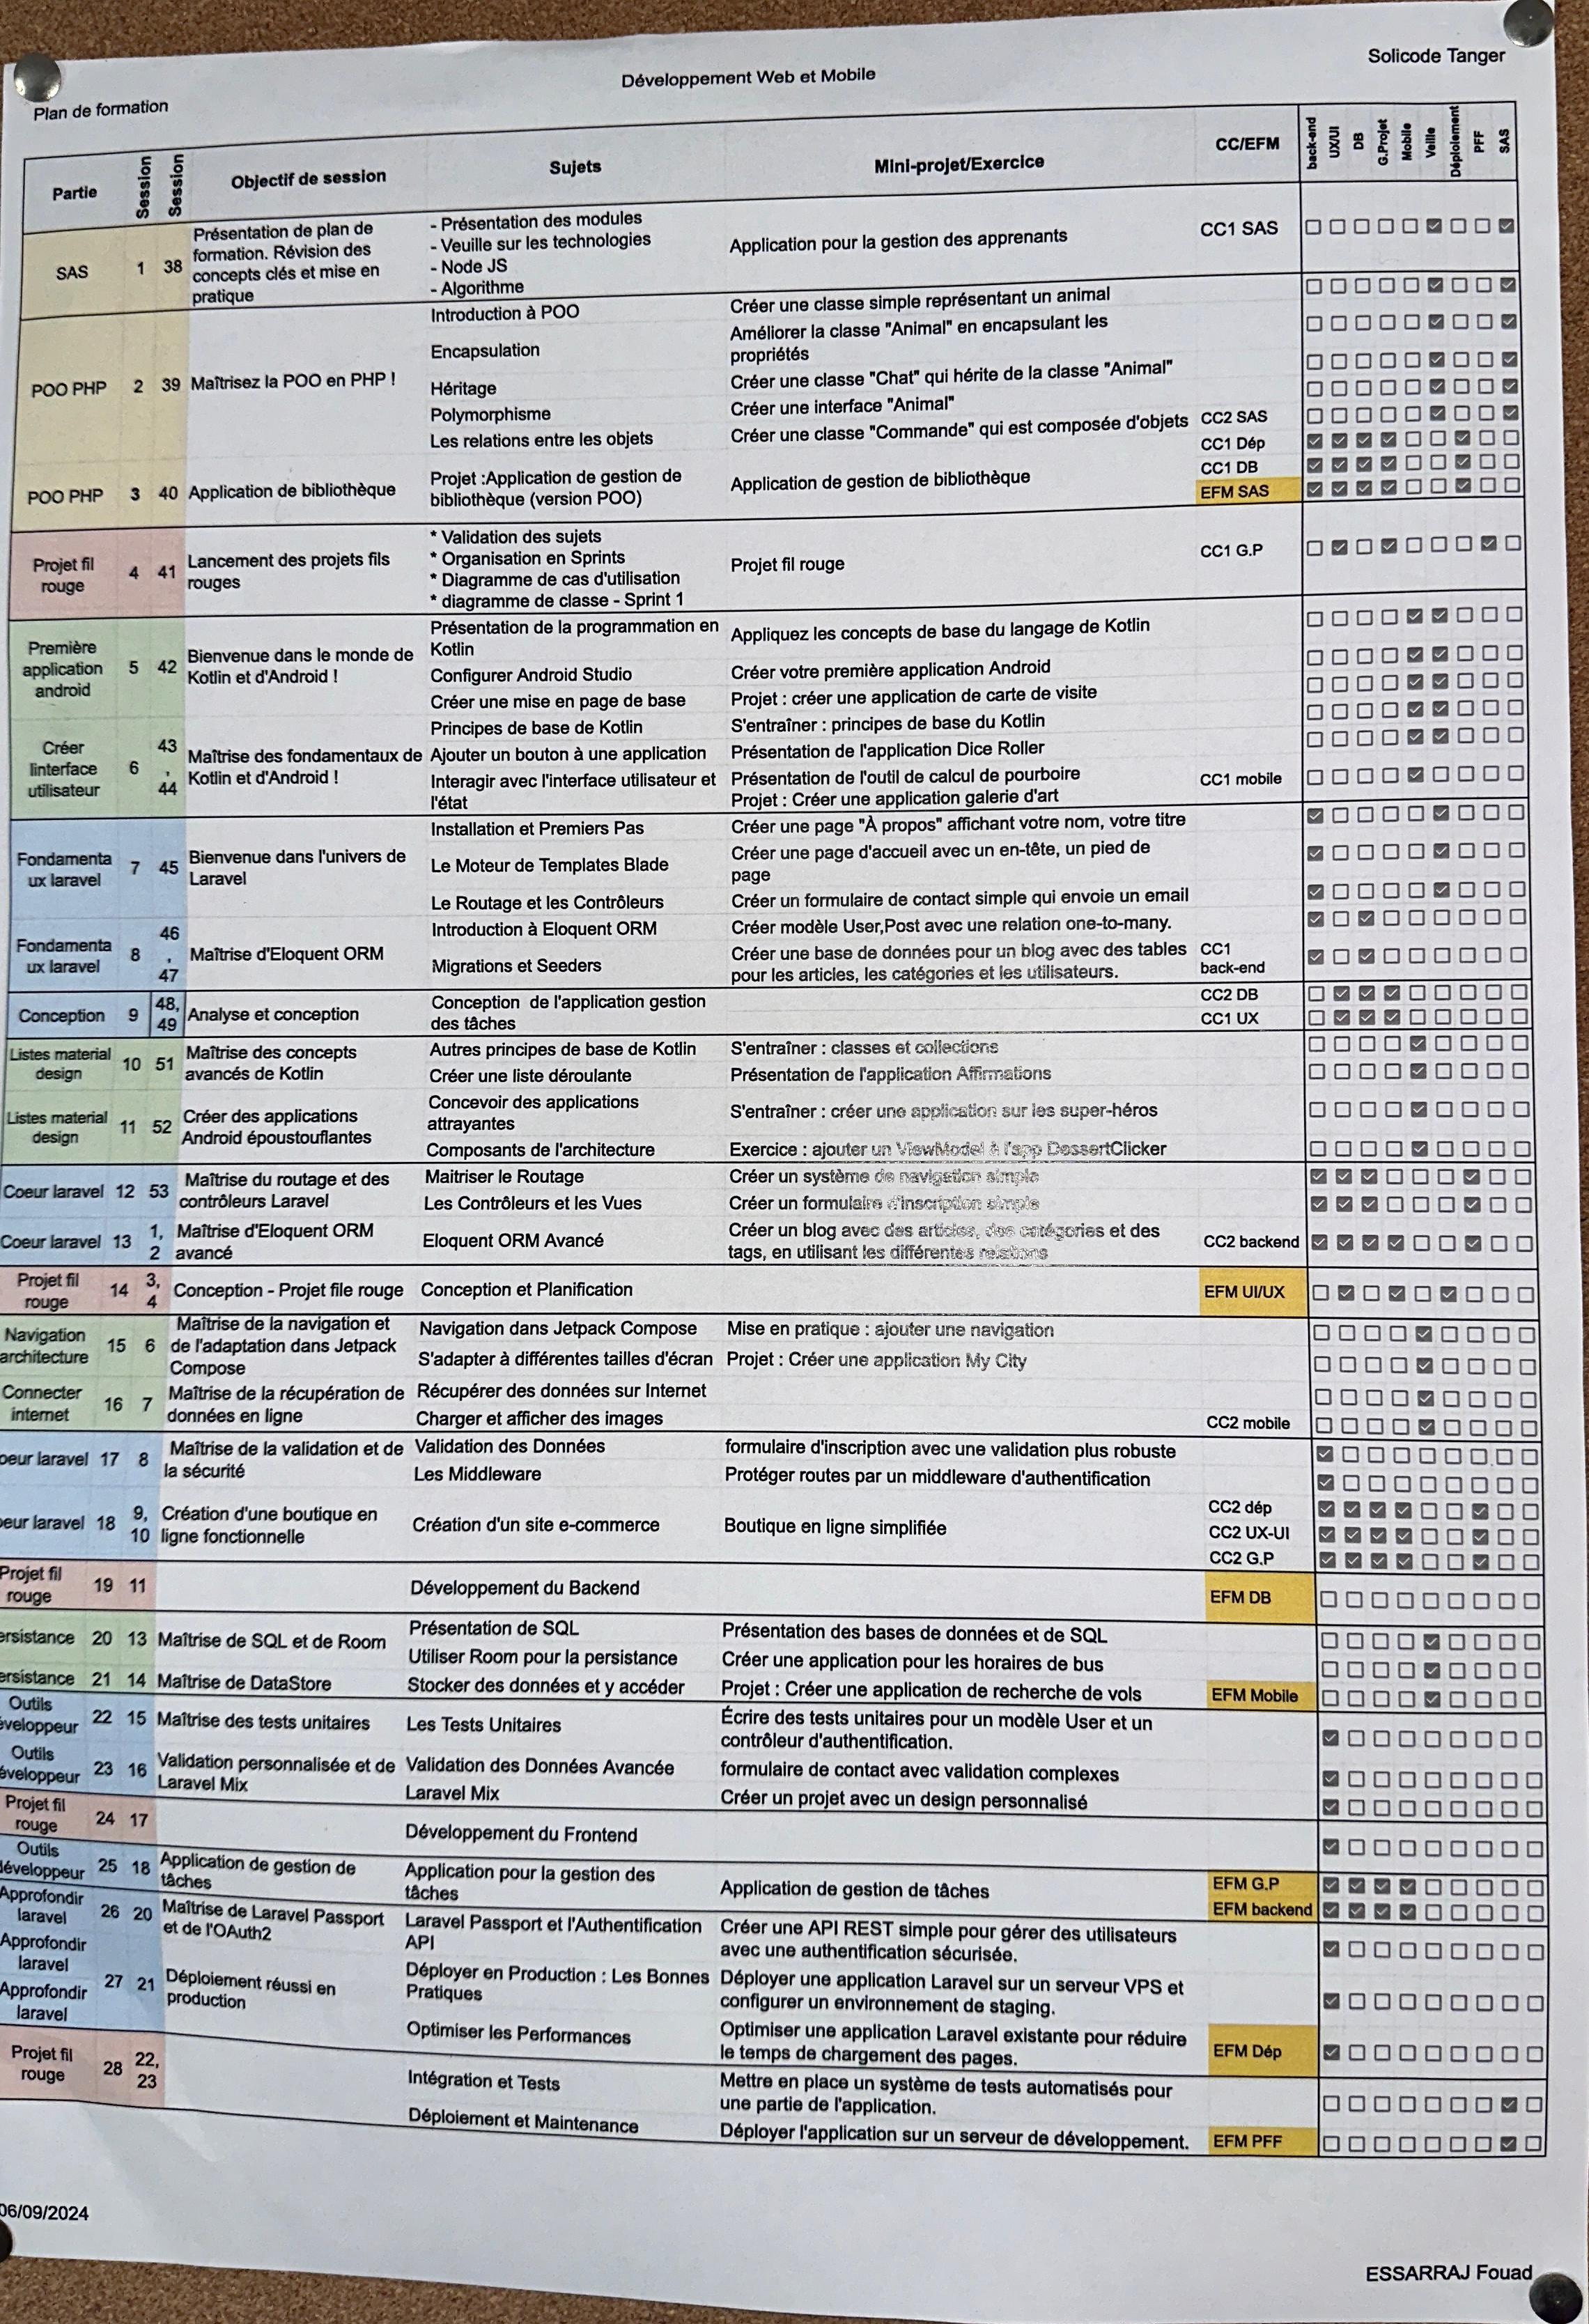 Solicode Tanger
Développement Web et Mobile
Plan de formation
Partie Session Session Objectif de session Sujets Mini-projet/Exercice CC/EFM back-end UX/UI DB G.Projet Mobile Veille Déploiement PFF SAS
SAS 1 38 Présentation de plan de formation. Révision des concepts clés et mise en pratique
- Présentation des modules
- Veuille sur les technologies
- Node JS
- Algorithme
Application pour la gestion des apprenants CC1 SAS
POO PHP 2 39 Maîtrisez la POO en PHP !
Introduction à POO Créer une classe simple représentant un animal
Encapsulation Améliorer la classe "Animal" en encapsulant les propriétés
Héritage Créer une classe "Chat" qui hérite de la classe "Animal"
Polymorphisme Créer une interface "Animal"
Les relations entre les objets Créer une classe "Commande" qui est composée d'objets CC2 SAS
CC1 Dép
POO PHP 3 40 Application de bibliothèque Projet :Application de gestion de bibliothèque (version POO) Application de gestion de bibliothèque CC1 DB
EFM SAS
Projet fil rouge 4 41 Lancement des projets fils rouges
* Validation des sujets
* Organisation en Sprints
* Diagramme de cas d'utilisation
* diagramme de classe - Sprint 1
Projet fil rouge CC1 G.P
Première application android 5 42 Bienvenue dans le monde de Kotlin et d'Android !
Présentation de la programmation en Kotlin Appliquez les concepts de base du langage de Kotlin
Configurer Android Studio Créer votre première application Android
Créer une mise en page de base Projet : créer une application de carte de visite
Créer linterface utilisateur 6 43 , 44 Maîtrise des fondamentaux de Kotlin et d'Android !
Principes de base de Kotlin S'entraîner : principes de base du Kotlin
Ajouter un bouton à une application Présentation de l'application Dice Roller
Interagir avec l'interface utilisateur et l'état Présentation de l'outil de calcul de pourboire CC1 mobile
Projet : Créer une application galerie d'art
Fondamenta ux laravel 7 45 Bienvenue dans l'univers de Laravel
Installation et Premiers Pas Créer une page "À propos" affichant votre nom, votre titre
Le Moteur de Templates Blade Créer une page d'accueil avec un en-tête, un pied de page
Le Routage et les Contrôleurs Créer un formulaire de contact simple qui envoie un email
Fondamenta ux laravel 8 46 , 47 Maîtrise d'Eloquent ORM
Introduction à Eloquent ORM Créer modèle User,Post avec une relation one-to-many.
Migrations et Seeders Créer une base de données pour un blog avec des tables pour les articles, les catégories et les utilisateurs. CC1 back-end
Conception 9 48, 49 Analyse et conception Conception de l'application gestion des tâches CC2 DB
CC1 UX
Listes material design 10 51 Maîtrise des concepts avancés de Kotlin
Autres principes de base de Kotlin S'entraîner : classes et collections
Créer une liste déroulante Présentation de l'application Affirmations
Listes material design 11 52 Créer des applications Android époustouflantes
Concevoir des applications attrayantes S'entraîner : créer une application sur les super-héros
Composants de l'architecture Exercice : ajouter un ViewModel à l'app DessertClicker
Coeur laravel 12 53 Maîtrise du routage et des contrôleurs Laravel
Maitriser le Routage Créer un système de navigation simple
Les Contrôleurs et les Vues Créer un formulaire d'inscription simple
Coeur laravel 13 1, 2 Maîtrise d'Eloquent ORM avancé Eloquent ORM Avancé Créer un blog avec des articles, des catégories et des tags, en utilisant les différentes relations CC2 backend
Projet fil rouge 14 3, 4 Conception - Projet file rouge Conception et Planification EFM UI/UX
Navigation architecture 15 6 Maîtrise de la navigation et de l'adaptation dans Jetpack Compose
Navigation dans Jetpack Compose Mise en pratique : ajouter une navigation
S'adapter à différentes tailles d'écran Projet : Créer une application My City
Connecter internet 16 7 Maîtrise de la récupération de données en ligne
Récupérer des données sur Internet
Charger et afficher des images CC2 mobile
oeur laravel 17 8 Maîtrise de la validation et de la sécurité
Validation des Données formulaire d'inscription avec une validation plus robuste
Les Middleware Protéger routes par un middleware d'authentification
eur laravel 18 9, 10 Création d'une boutique en ligne fonctionnelle Création d'un site e-commerce Boutique en ligne simplifiée
CC2 dép
CC2 UX-UI
CC2 G.P
Projet fil rouge 19 11 Développement du Backend EFM DB
ersistance 20 13 Maîtrise de SQL et de Room
Présentation de SQL Présentation des bases de données et de SQL
Utiliser Room pour la persistance Créer une application pour les horaires de bus
ersistance 21 14 Maîtrise de DataStore Stocker des données et y accéder Projet : Créer une application de recherche de vols EFM Mobile
Outils éveloppeur 22 15 Maîtrise des tests unitaires Les Tests Unitaires Écrire des tests unitaires pour un modèle User et un contrôleur d'authentification.
Outils éveloppeur 23 16 Validation personnalisée et de Laravel Mix
Validation des Données Avancée formulaire de contact avec validation complexes
Laravel Mix Créer un projet avec un design personnalisé
Projet fil rouge 24 17 Développement du Frontend
Outils développeur 25 18 Application de gestion de tâches Application pour la gestion des tâches Application de gestion de tâches EFM G.P
EFM backend
Approfondir laravel 26 20 Maîtrise de Laravel Passport et de l'OAuth2 Laravel Passport et l'Authentification API Créer une API REST simple pour gérer des utilisateurs avec une authentification sécurisée.
Approfondir laravel
Approfondir laravel 27 21 Déploiement réussi en production
Déployer en Production : Les Bonnes Pratiques Déployer une application Laravel sur un serveur VPS et configurer un environnement de staging.
Optimiser les Performances Optimiser une application Laravel existante pour réduire le temps de chargement des pages. EFM Dép
Projet fil rouge 28 22, 23
Intégration et Tests Mettre en place un système de tests automatisés pour une partie de l'application.
Déploiement et Maintenance Déployer l'application sur un serveur de développement. EFM PFF
06/09/2024
ESSARRAJ Fouad